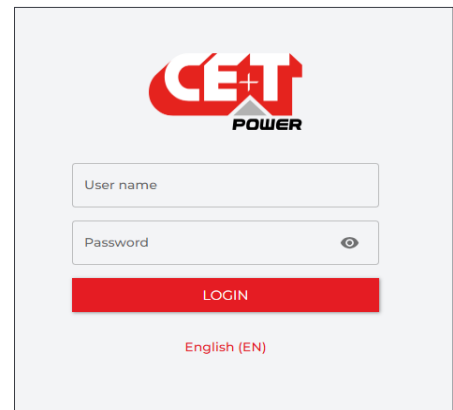 CE+T
POWER
User name
Password
LOGIN
English (EN)